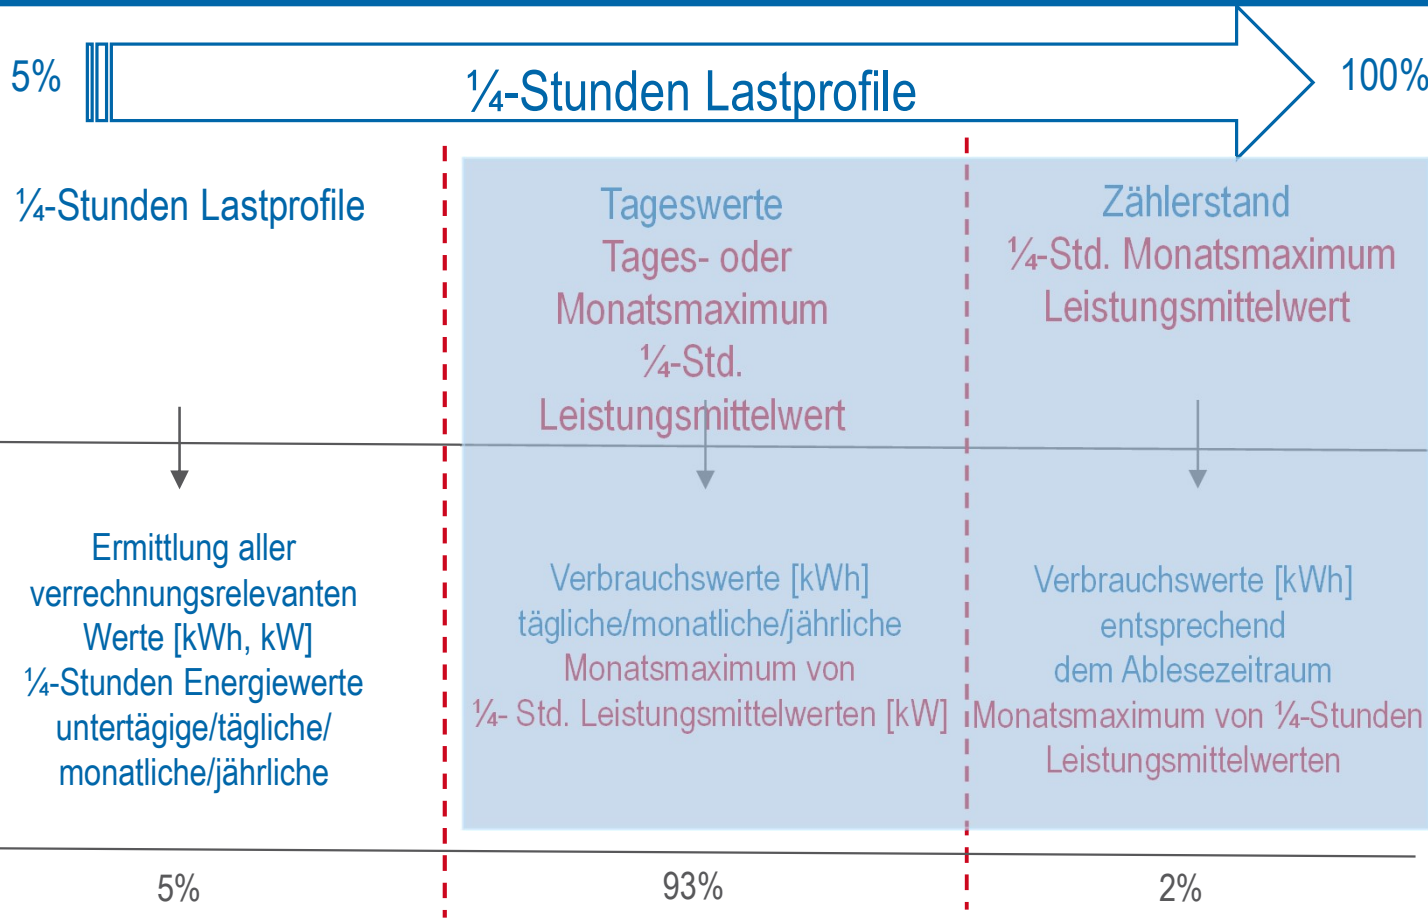 5%
¼-Stunden Lastprofile
100%
¼-Stunden Lastprofile
Tageswerte
Tages- oder
Monatsmaximum
¼-Std.
Leistungsmittelwert
Zählerstand
¼-Std. Monatsmaximum
Leistungsmittelwert
Ermittlung aller
verrechnungsrelevanten
Werte [kWh, kW]
¼-Stunden Energiewerte
untertägige/tägliche/
monatliche/jährliche
Verbrauchswerte [kWh]
tägliche/monatliche/jährliche
Monatsmaximum von
¼- Std. Leistungsmittelwerten [kW]
Verbrauchswerte [kWh]
entsprechend
dem Ablesezeitraum
Monatsmaximum von ¼-Stunden
Leistungsmittelwerten
5%
93%
2%